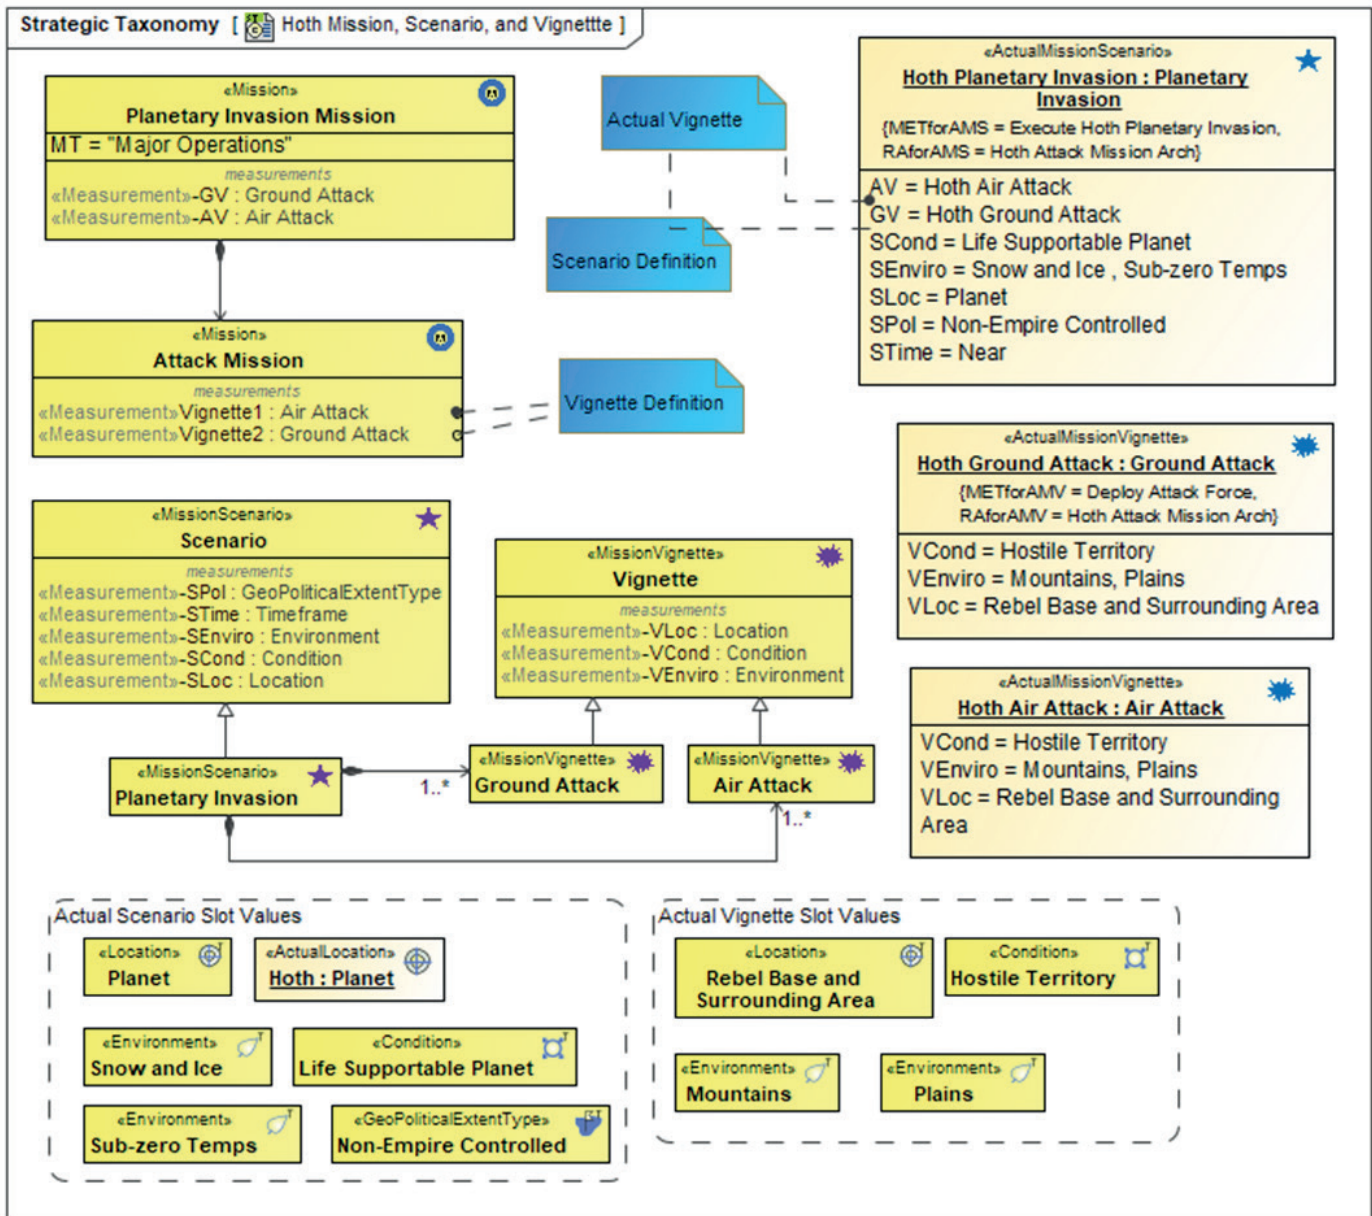 Strategic Taxonomy [ Hoth Mission, Scenario, and Vignettte ]
«Mission»
Planetary Invasion Mission
MT = "Major Operations"
measurements
«Measurement»-GV : Ground Attack
«Measurement»-AV : Air Attack
«Mission»
Attack Mission
measurements
«Measurement»Vignette1 : Air Attack
«Measurement»Vignette2 : Ground Attack
Actual Vignette
Scenario Definition
Vignette Definition
«ActualMissionScenario»
Hoth Planetary Invasion : Planetary
Invasion
{METforAMS = Execute Hoth Planetary Invasion,
RAforAMS = Hoth Attack Mission Arch}
AV = Hoth Air Attack
GV = Hoth Ground Attack
SCond = Life Supportable Planet
SEnviro = Snow and Ice , Sub-zero Temps
SLoc = Planet
SPol = Non-Empire Controlled
STime = Near
«ActualMissionVignette»
Hoth Ground Attack : Ground Attack
{METforAMV = Deploy Attack Force,
RAforAMV = Hoth Attack Mission Arch}
VCond = Hostile Territory
VEnviro = Mountains, Plains
VLoc = Rebel Base and Surrounding Area
«ActualMissionVignette»
Hoth Air Attack : Air Attack
VCond = Hostile Territory
VEnviro = Mountains, Plains
VLoc = Rebel Base and Surrounding
Area
«MissionScenario»
Scenario
measurements
«Measurement»-SPol : GeoPoliticalExtentType
«Measurement»-STime : Timeframe
«Measurement»-SEnviro : Environment
«Measurement»-SCond : Condition
«Measurement»-SLoc : Location
«MissionVignette»
Vignette
measurements
«Measurement»-VLoc : Location
«Measurement»-VCond : Condition
«Measurement»-VEnviro : Environment
«MissionScenario»
Planetary Invasion
1..*
«MissionVignette»
Ground Attack
«MissionVignette»
Air Attack
1..*
Actual Scenario Slot Values
«Location»
Planet
«ActualLocation»
Hoth : Planet
«Environment»
Snow and Ice
«Condition»
Life Supportable Planet
«Environment»
Sub-zero Temps
«GeoPoliticalExtentType»
Non-Empire Controlled
Actual Vignette Slot Values
«Location»
Rebel Base and
Surrounding Area
«Condition»
Hostile Territory
«Environment»
Mountains
«Environment»
Plains